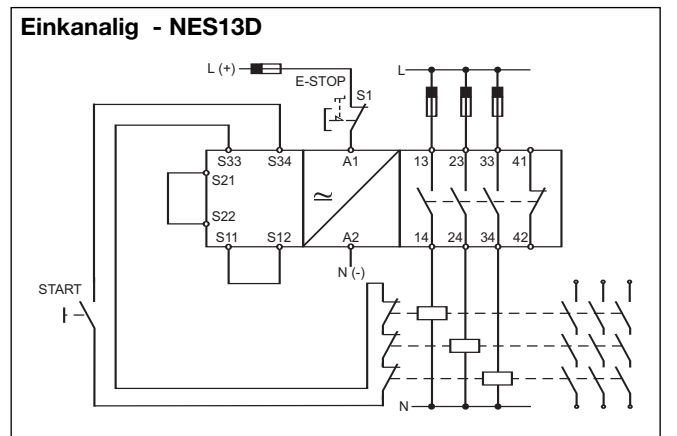 Einkanalig - NES13D
L (+)
E-STOP
S1
L
S33 S34 A1 13 23 33 41
S21
≃
S22
S11 S12 A2 14 24 34 42
N (-)
START
N